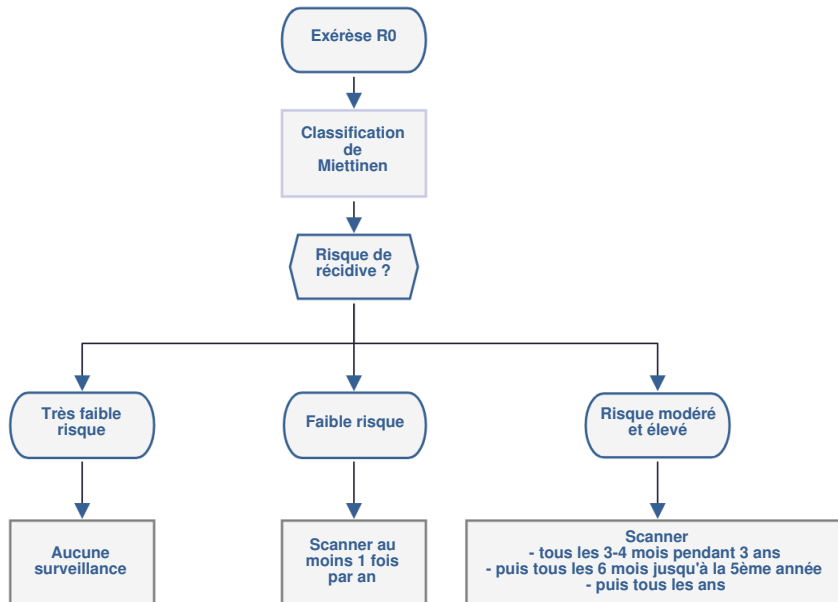 Exérèse R0
Classification
de
Miettinen
Risque de
récidive ?
Très faible
risque
Faible risque
Risque modéré
et élevé
Aucune
surveillance
Scanner au
moins 1 fois
par an
Scanner
- tous les 3-4 mois pendant 3 ans
- puis tous les 6 mois jusqu'à la 5ème année
- puis tous les ans